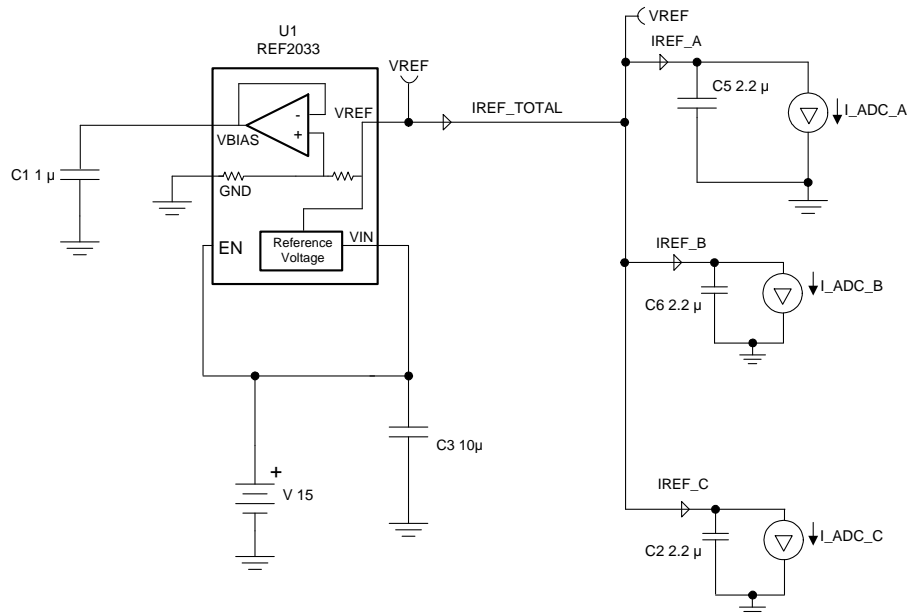 U1
REF2033
VREF
-
+
VBIAS
GND
EN
Reference
Voltage
VIN
C1 1 µ
VREF
IREF_TOTAL
VREF
IREF_A
C5 2.2 µ
I_ADC_A
IREF_B
C6 2.2 µ
I_ADC_B
IREF_C
C2 2.2 µ
I_ADC_C
+
V 15
C3 10µ